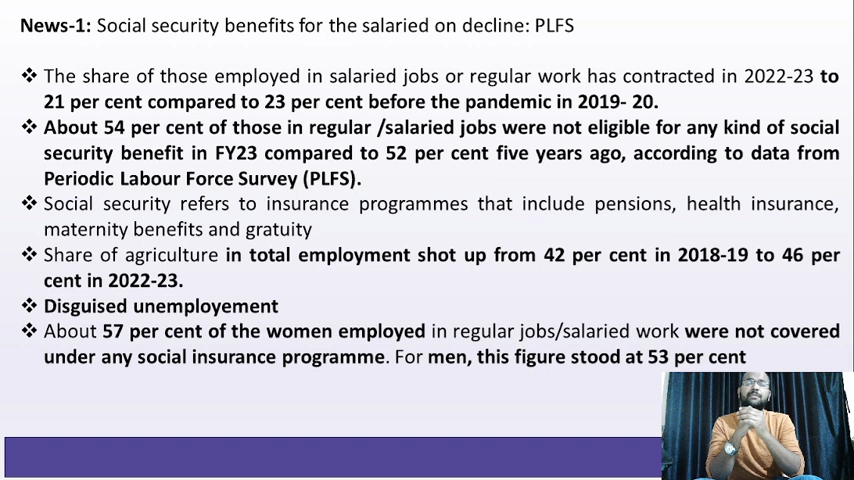 News-1: Social security benefits for the salaried on decline: PLFS
❖ The share of those employed in salaried jobs or regular work has contracted in 2022-23 to
21 per cent compared to 23 per cent before the pandemic in 2019- 20.
❖ About 54 per cent of those in regular /salaried jobs were not eligible for any kind of social
security benefit in FY23 compared to 52 per cent five years ago, according to data from
Periodic Labour Force Survey (PLFS).
❖ Social security refers to insurance programmes that include pensions, health insurance,
maternity benefits and gratuity
❖ Share of agriculture in total employment shot up from 42 per cent in 2018-19 to 46 per
cent in 2022-23.
❖ Disguised unemployement
❖ About 57 per cent of the women employed in regular jobs/salaried work were not covered
under any social insurance programme. For men, this figure stood at 53 per cent